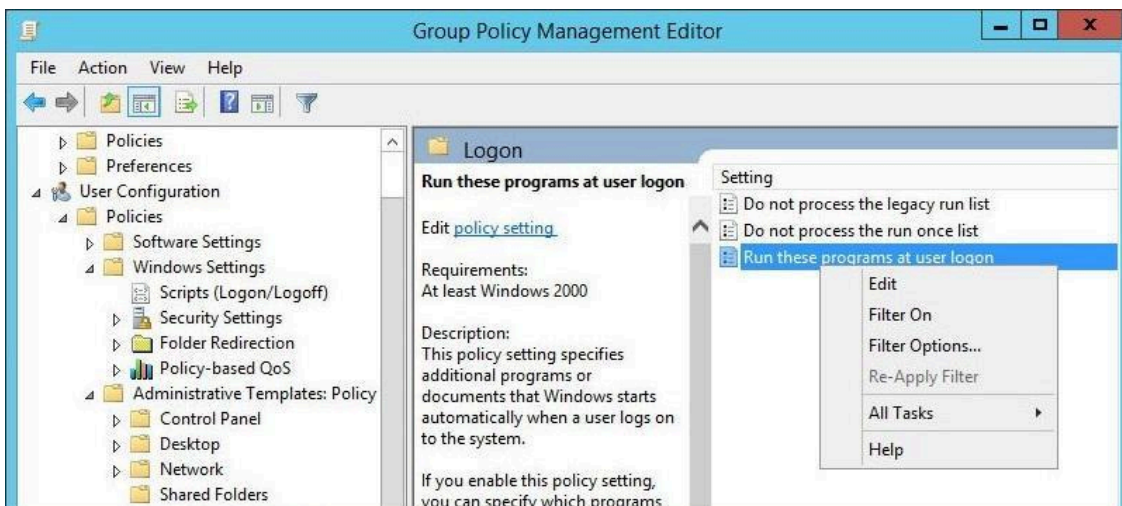 Group Policy Management Editor
File Action View Help
Policies
Preferences
User Configuration
Policies
Software Settings
Windows Settings
Scripts (Logon/Logoff)
Security Settings
Folder Redirection
Policy-based QoS
Administrative Templates: Policy
Control Panel
Desktop
Network
Shared Folders
Logon
Run these programs at user logon
Edit policy setting
Requirements:
At least Windows 2000
Description:
This policy setting specifies
additional programs or
documents that Windows starts
automatically when a user logs on
to the system.
If you enable this policy setting,
you can specify which programs
Setting
Do not process the legacy run list
Do not process the run once list
Run these programs at user logon
Edit
Filter On
Filter Options...
Re-Apply Filter
All Tasks
Help